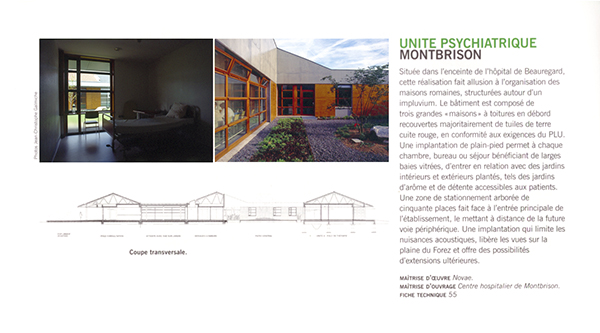 UNITE PSYCHIATRIQUE
MONTBRISON
Située dans l'enceinte de l'hôpital de Beauregard,
cette réalisation fait allusion à l'organisation des
maisons romaines, structurées autour d'un
impluvium. Le bâtiment est composé de
trois grandes «maisons» à toitures en débord
recouvertes majoritairement de tuiles de terre
cuite rouge, en conformité aux exigences du PLU.
Une implantation de plain-pied permet à chaque
chambre, bureau ou séjour bénéficiant de larges
baies vitrées, d'entrer en relation avec des jardins
intérieurs et extérieurs plantés, tels des jardins
d'arôme et de détente accessibles aux patients.
Une zone de stationnement arborée de
cinquante places fait face à l'entrée principale de
l'établissement, le mettant à distance de la future
voie périphérique. Une implantation qui limite les
nuisances acoustiques, libère les vues sur la
plaine du Forez et offre des possibilités
d'extensions ultérieures.
MAÎTRISE D'ŒUVRE Novae.
MAÎTRISE D'OUVRAGE Centre hospitalier de Montbrison.
FICHE TECHNIQUE 55
Coupe transversale.